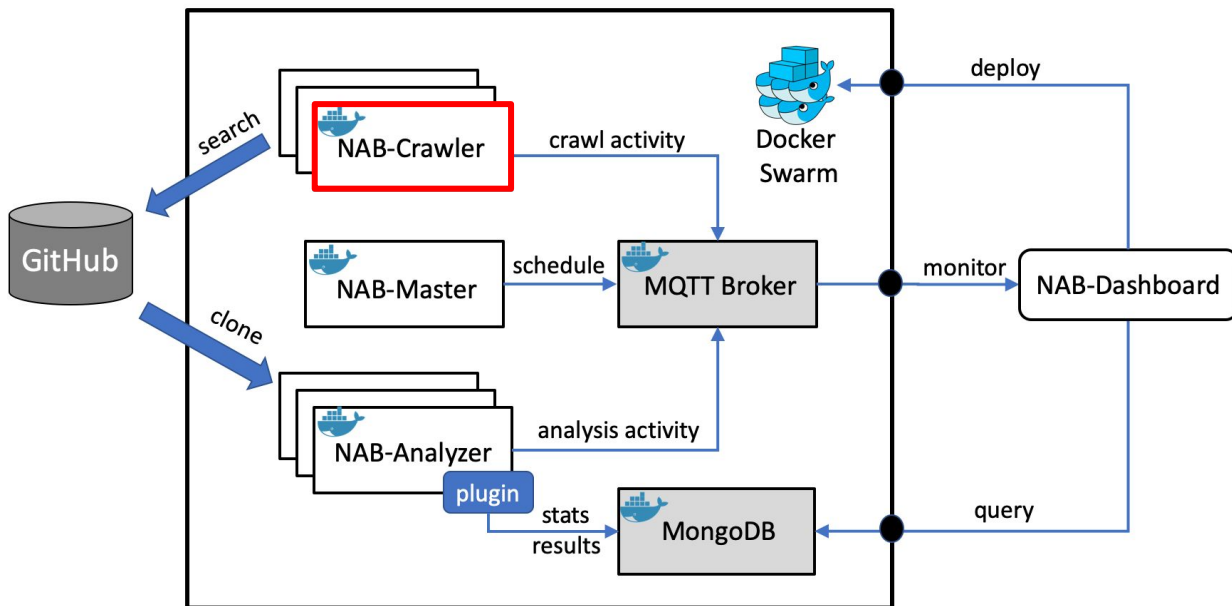 deploy
search
NAB-Crawler
crawl activity
Docker
Swarm
GitHub
NAB-Master
schedule
MQTT Broker
monitor
NAB-Dashboard
clone
NAB-Analyzer
analysis activity
plugin
stats
results
MongoDB
query